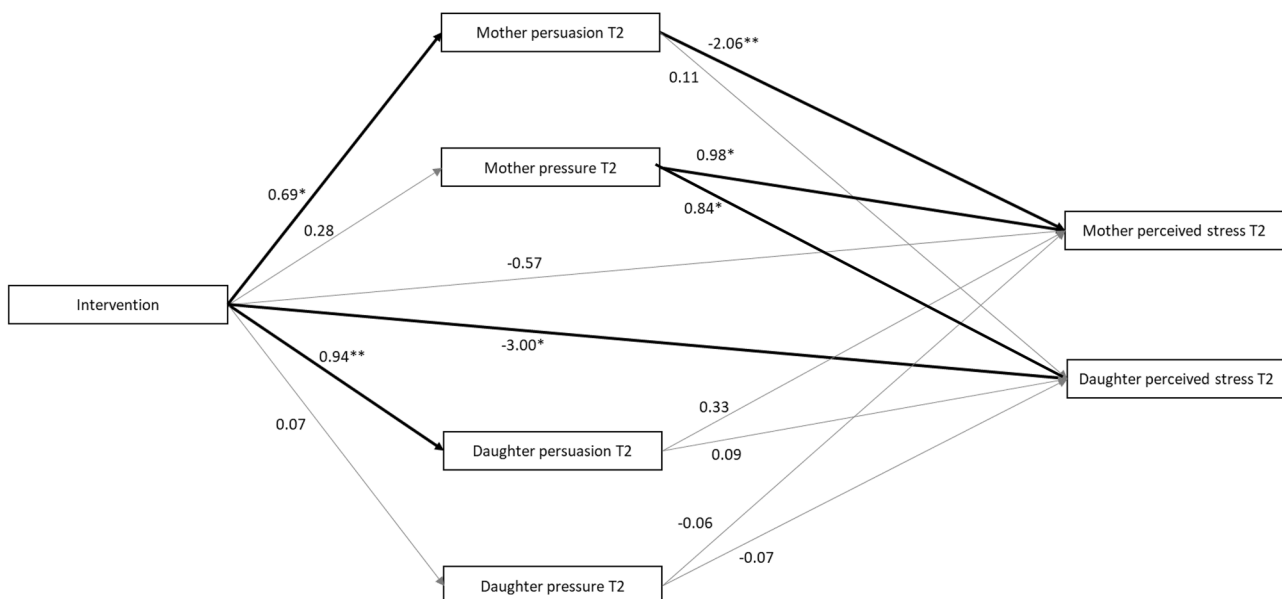 Mother persuasion T2
-2.06**
0.11
Mother pressure T2
0.98*
0.69*
0.84*
0.28
Mother perceived stress T2
-0.57
Intervention
-3.00*
0.94**
Daughter perceived stress T2
0.33
0.07
Daughter persuasion T2
0.09
-0.06
-0.07
Daughter pressure T2